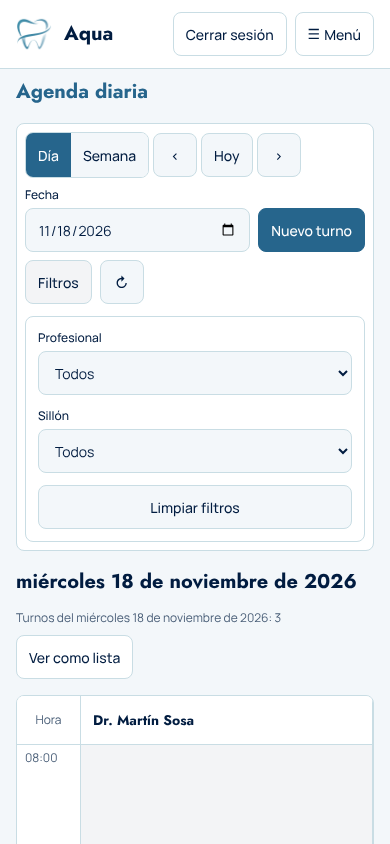 Aqua
Cerrar sesión
☰ Menú
Agenda diaria
Día
Semana
‹
Hoy
›
Fecha
11/18/2026
Nuevo turno
Filtros
↻
Profesional
Todos
Sillón
Todos
Limpiar filtros
miércoles 18 de noviembre de 2026
Turnos del miércoles 18 de noviembre de 2026: 3
Ver como lista
Hora
Dr. Martín Sosa
08:00